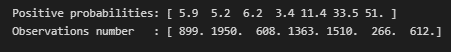 Positive probabilities: [ 5.9  5.2  6.2  3.4 11.4 33.5 51. ]
Observations number   : [ 899. 1950.  608. 1363. 1510.  266.  612.]